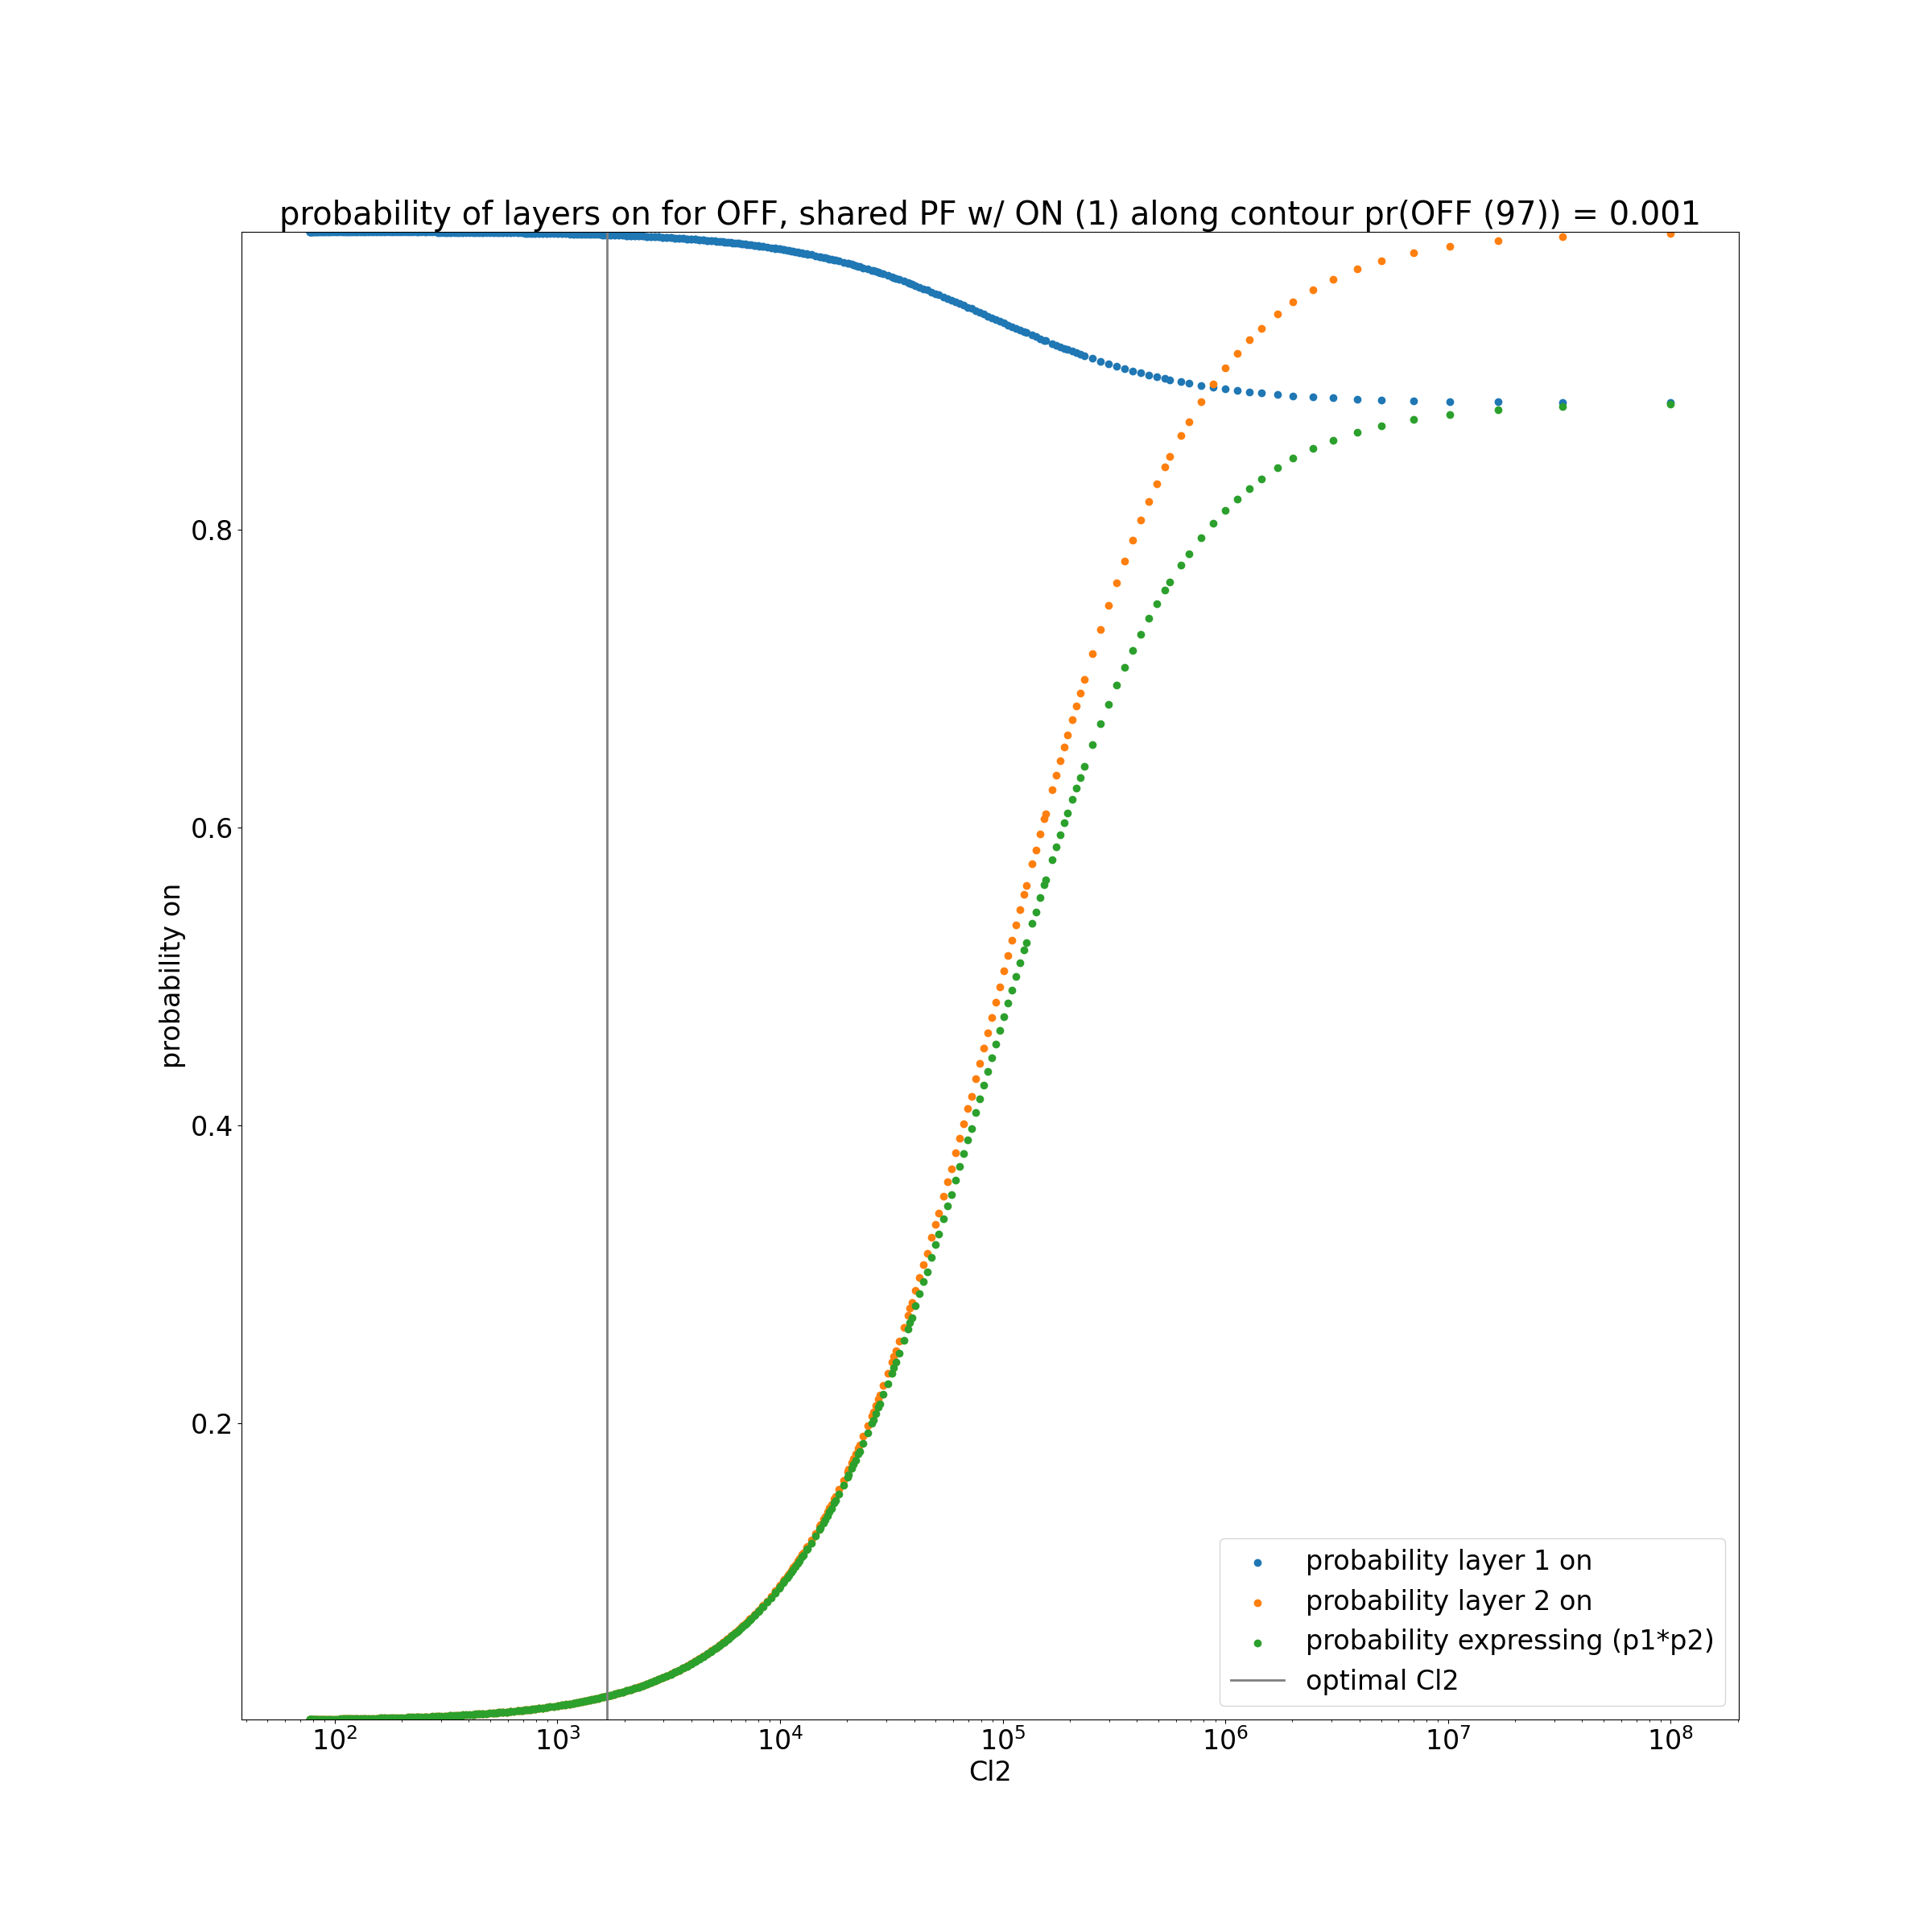 probability of layers on for OFF, shared PF w/ ON (1) along contour pr(OFF (97)) = 0.001
0.8
0.6
0.4
0.2
probability on
probability layer 1 on
probability layer 2 on
probability expressing (p1*p2)
optimal Cl2
10² 10³ 10⁴ 10⁵ 10⁶ 10⁷ 10⁸
Cl2